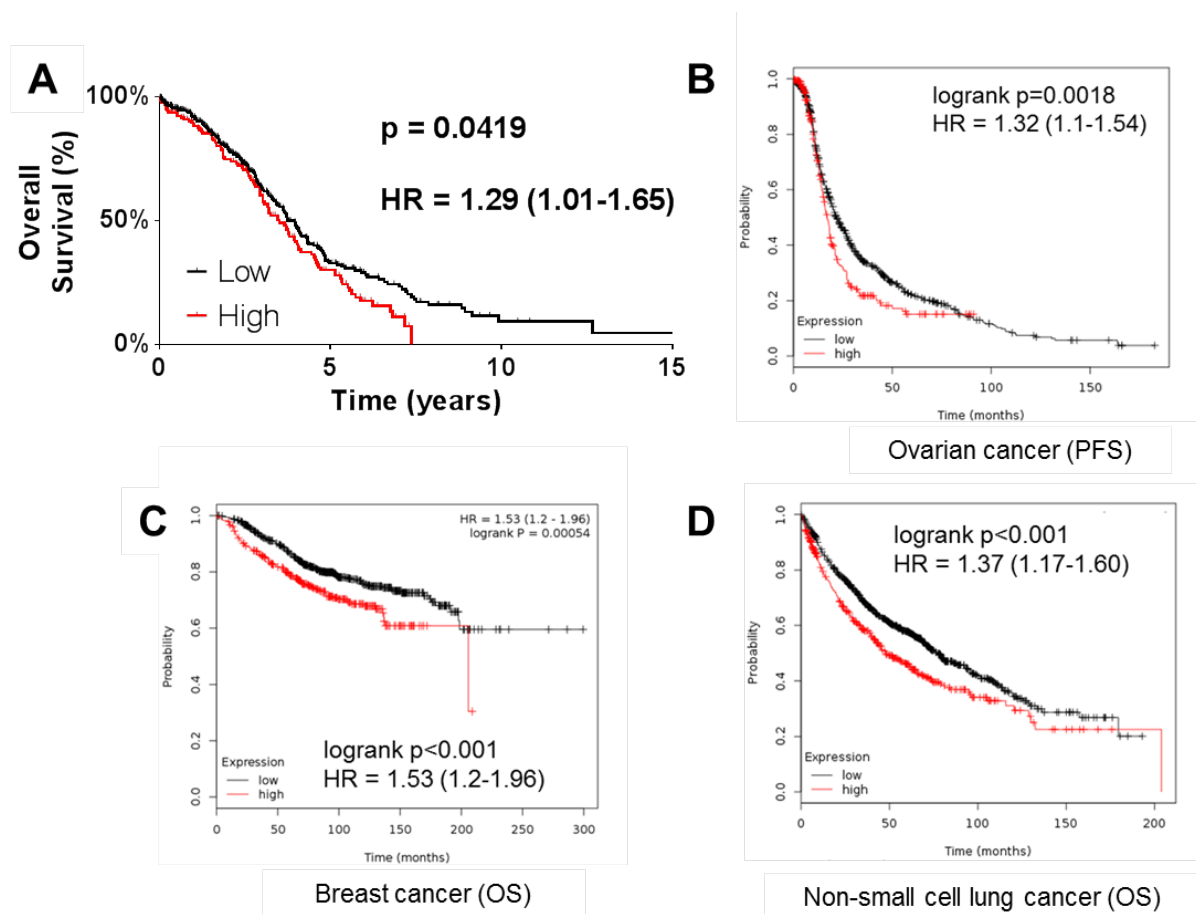 A
100%
50%
0%
Overall
Survival (%)
p = 0.0419
HR = 1.29 (1.01-1.65)
Low
High
0
5
10
15
Time (years)
B
logrank p=0.0018
HR = 1.32 (1.1-1.54)
Probability
0.0 0.2 0.4 0.6 0.8 1.0
Expression
low
high
0 50 100 150
Time (months)
Ovarian cancer (PFS)
C
HR = 1.53 (1.2 - 1.96)
logrank P = 0.00054
Probability
0.0 0.2 0.4 0.6 0.8 1.0
logrank p<0.001
HR = 1.53 (1.2-1.96)
Expression
low
high
0 50 100 150 200 250 300
Time (months)
Breast cancer (OS)
D
logrank p<0.001
HR = 1.37 (1.17-1.60)
Probability
0.0 0.2 0.4 0.6 0.8 1.0
Expression
low
high
0 50 100 150 200
Time (months)
Non-small cell lung cancer (OS)